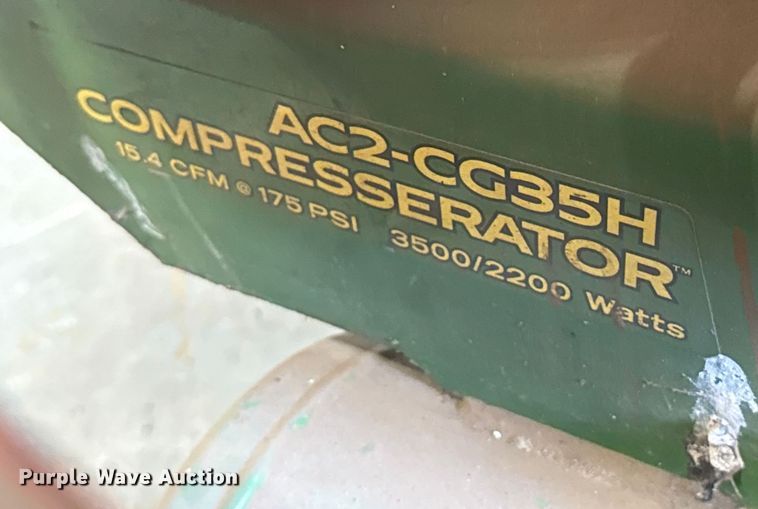 AC2-CG35H
COMPRESSERATOR™
15.4 CFM @ 175 PSI 3500/2200 Watts
Purple Wave Auction